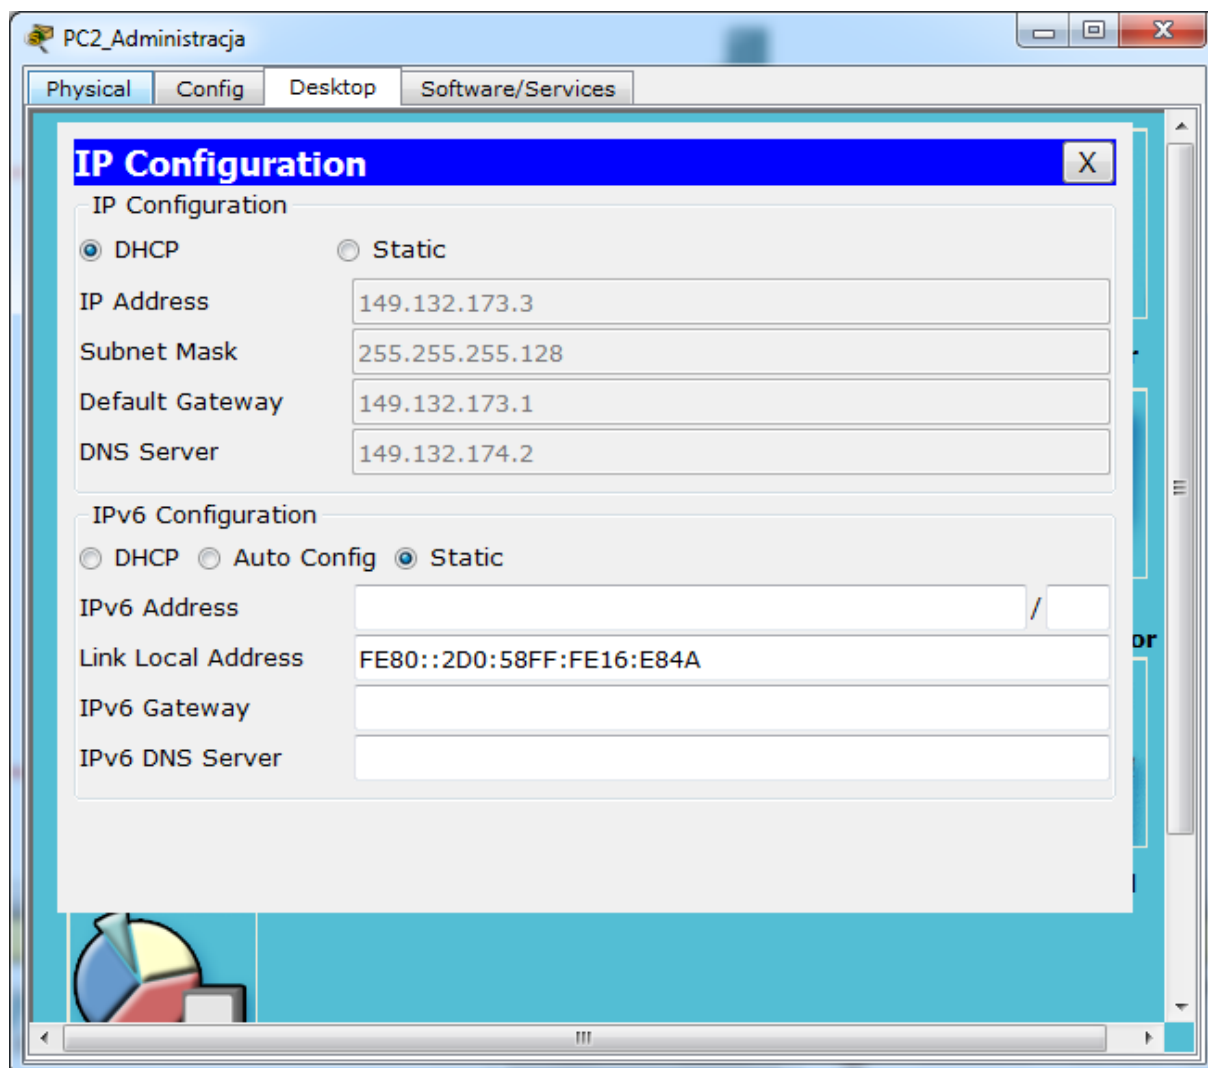 PC2_Administracja
Physical Config Desktop Software/Services
IP Configuration X
IP Configuration
DHCP Static
IP Address 149.132.173.3
Subnet Mask 255.255.255.128
Default Gateway 149.132.173.1
DNS Server 149.132.174.2
IPv6 Configuration
DHCP Auto Config Static
IPv6 Address /
Link Local Address FE80::2D0:58FF:FE16:E84A
IPv6 Gateway
IPv6 DNS Server
or